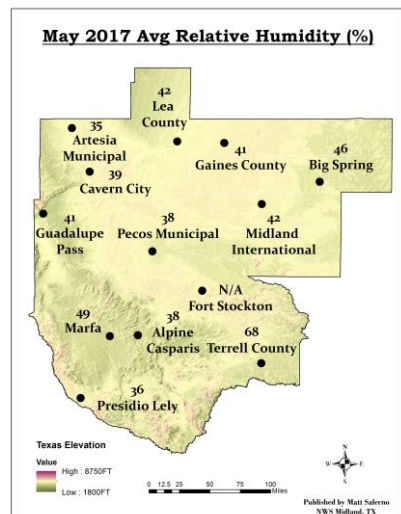 May 2017 Avg Relative Humidity (%)
42
Lea
County
35
Artesia
Municipal
41
Gaines County
46
Big Spring
39
Cavern City
41
Guadalupe
Pass
38
Pecos Municipal
42
Midland
International
N/A
Fort Stockton
49
Marfa
38
Alpine
Casparis
68
Terrell County
36
Presidio Lely
Texas Elevation
Value
High : 8750FT
Low : 1800FT
N
W
E
S
0 12.5 25 50 75 100
Miles
Published by Matt Salerno
NWS Midland, TX